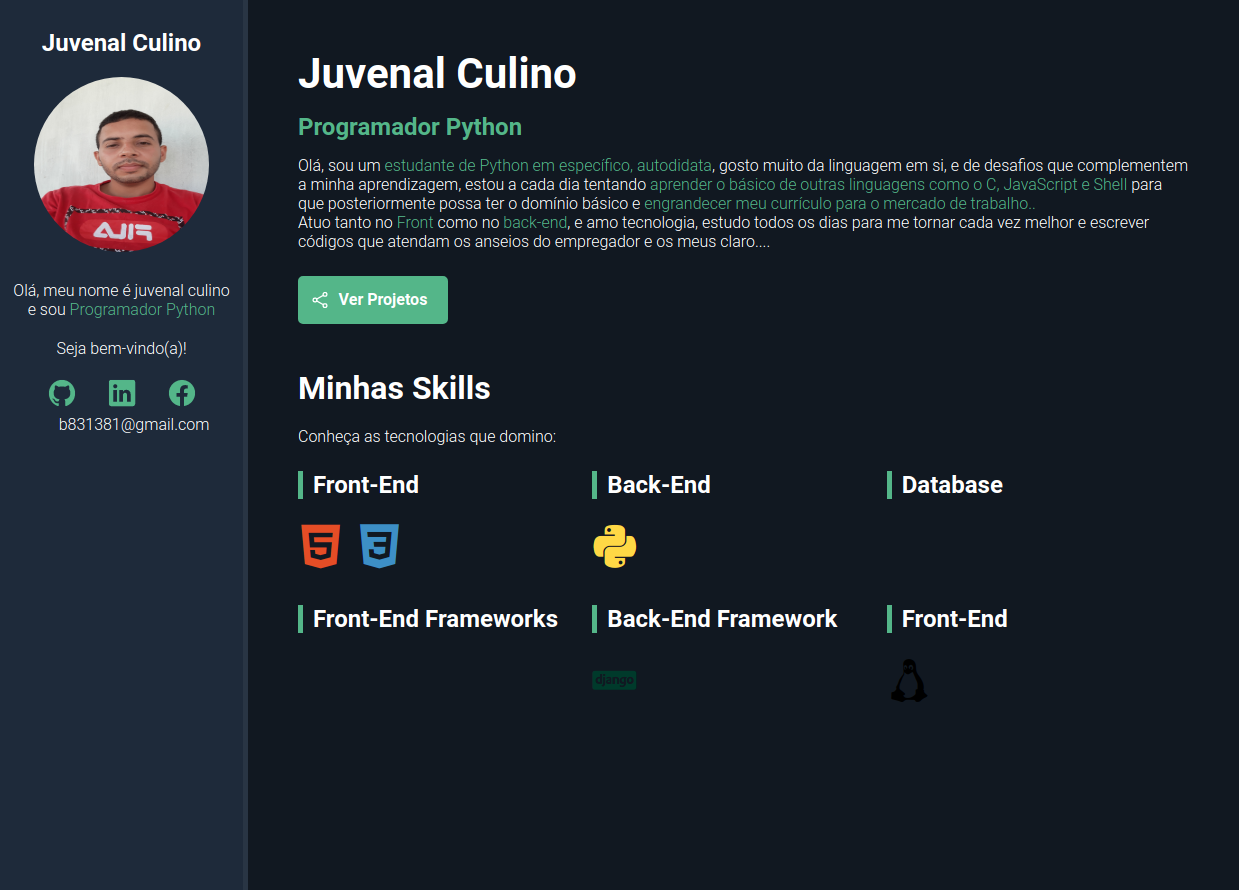 Juvenal Culino
AJIF
Olá, meu nome é juvenal culino
e sou Programador Python
Seja bem-vindo(a)!
in
b831381@gmail.com
Juvenal Culino
Programador Python
Olá, sou um estudante de Python em específico, autodidata, gosto muito da linguagem em si, e de desafios que complementem
a minha aprendizagem, estou a cada dia tentando aprender o básico de outras linguagens como o C, JavaScript e Shell para
que posteriormente possa ter o domínio básico e engrandecer meu currículo para o mercado de trabalho..
Atuo tanto no Front como no back-end, e amo tecnologia, estudo todos os dias para me tornar cada vez melhor e escrever
códigos que atendam os anseios do empregador e os meus claro....
Ver Projetos
Minhas Skills
Conheça as tecnologias que domino:
Front-End
Back-End
Database
5
3
Front-End Frameworks
Back-End Framework
Front-End
django